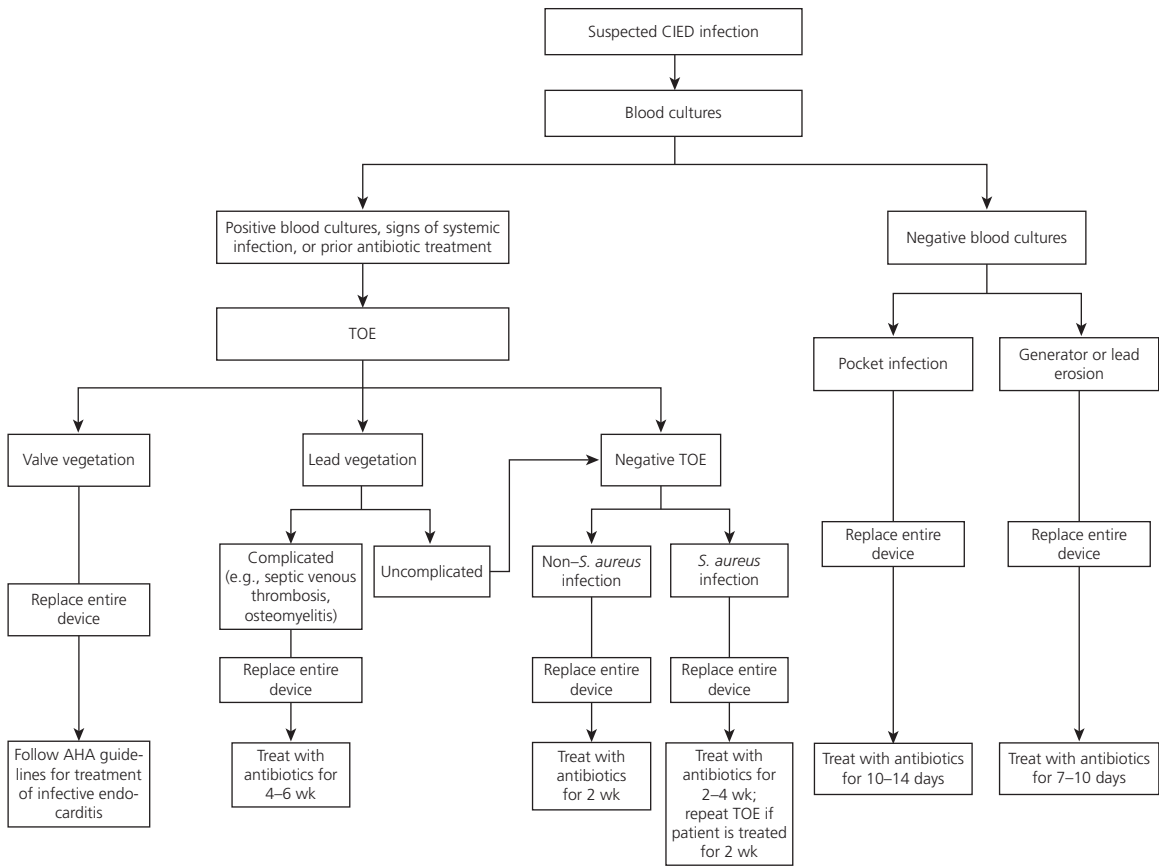 Suspected CIED infection
Blood cultures
Positive blood cultures, signs of systemic
infection, or prior antibiotic treatment
Negative blood cultures
TOE
Pocket infection
Generator or lead
erosion
Valve vegetation
Lead vegetation
Negative TOE
Replace entire
device
Replace entire
device
Complicated
(e.g., septic venous
thrombosis,
osteomyelitis)
Uncomplicated
Non–S. aureus
infection
S. aureus
infection
Replace entire
device
Replace entire
device
Replace entire
device
Replace entire
device
Follow AHA guide-
lines for treatment
of infective endo-
carditis
Treat with
antibiotics for
4–6 wk
Treat with
antibiotics
for 2 wk
Treat with
antibiotics for
2–4 wk;
repeat TOE if
patient is treated
for 2 wk
Treat with antibiotics
for 10–14 days
Treat with antibiotics
for 7–10 days